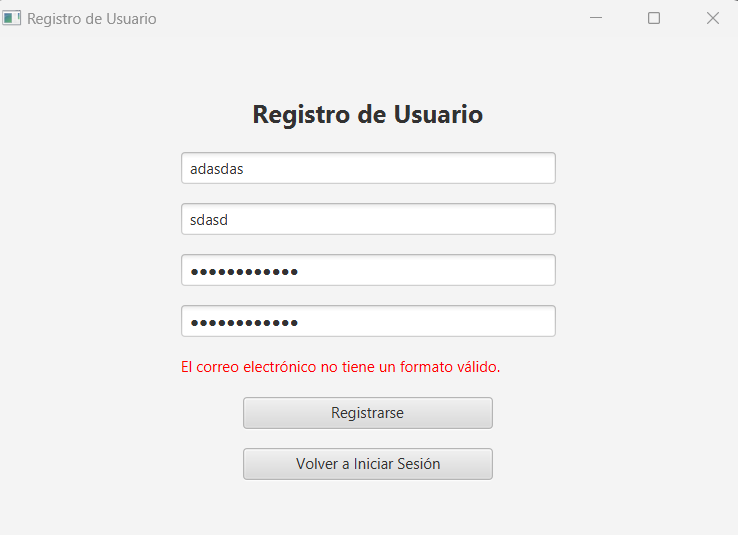 Registro de Usuario
Registro de Usuario
adasdas
sdasd
●●●●●●●●●●●●
●●●●●●●●●●●●
El correo electrónico no tiene un formato válido.
Registrarse
Volver a Iniciar Sesión